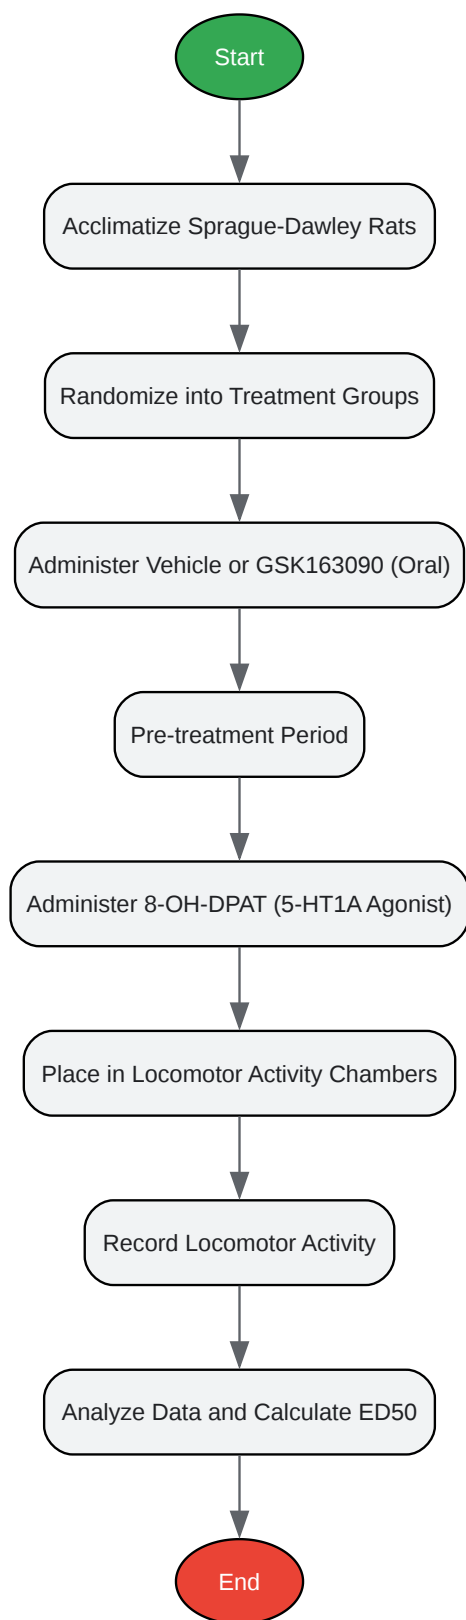 Start
Acclimatize Sprague-Dawley Rats
Randomize into Treatment Groups
Administer Vehicle or GSK163090 (Oral)
Pre-treatment Period
Administer 8-OH-DPAT (5-HT1A Agonist)
Place in Locomotor Activity Chambers
Record Locomotor Activity
Analyze Data and Calculate ED50
End